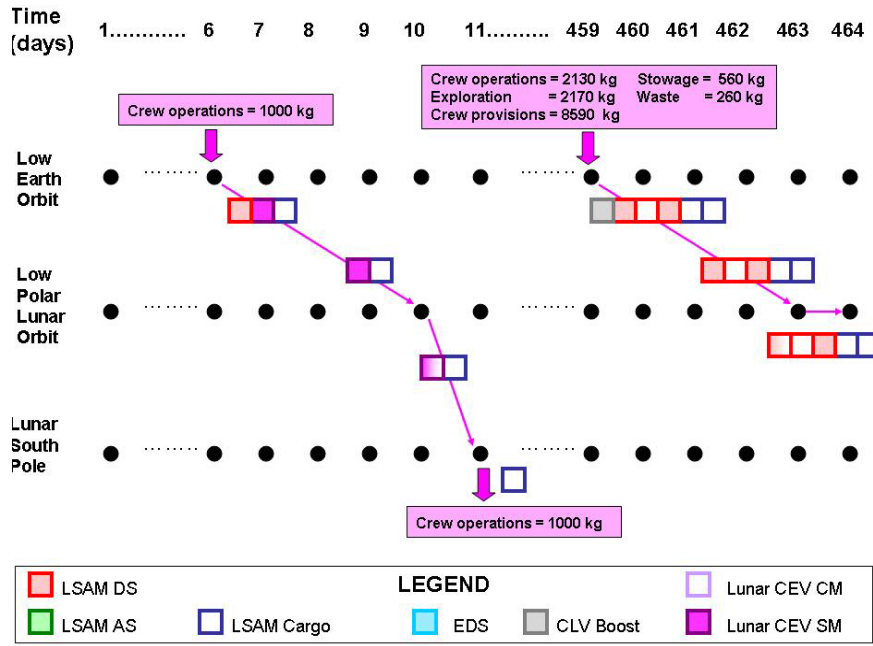 Time
(days)
1............ 6 7 8 9 10 11.......... 459 460 461 462 463 464
Crew operations = 2130 kg Stowage = 560 kg
Exploration = 2170 kg Waste = 260 kg
Crew provisions = 8590 kg
Crew operations = 1000 kg
Low
Earth
Orbit
Low
Polar
Lunar
Orbit
Lunar
South
Pole
Crew operations = 1000 kg
LEGEND
LSAM DS
Lunar CEV CM
LSAM AS
LSAM Cargo
EDS
CLV Boost
Lunar CEV SM